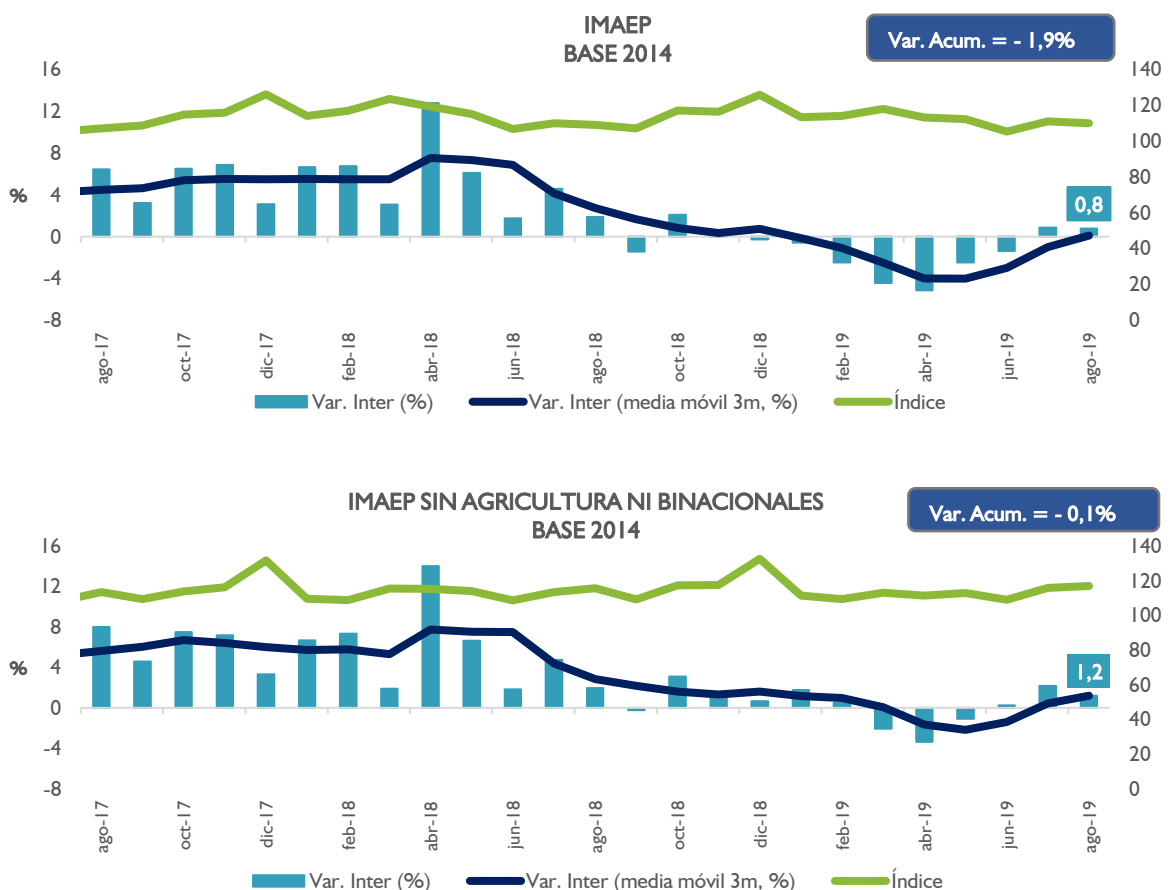 IMAEP
BASE 2014
Var. Acum. = - 1,9%
16
12
8
4
0
-4
-8
%
140
120
100
80
60
40
20
0
0,8
ago-17
oct-17
dic-17
feb-18
abr-18
jun-18
ago-18
oct-18
dic-18
feb-19
abr-19
jun-19
ago-19
Var. Inter (%)
Var. Inter (media móvil 3m, %)
Índice
IMAEP SIN AGRICULTURA NI BINACIONALES
BASE 2014
Var. Acum. = - 0,1%
16
12
8
4
0
-4
-8
%
140
120
100
80
60
40
20
0
1,2
ago-17
oct-17
dic-17
feb-18
abr-18
jun-18
ago-18
oct-18
dic-18
feb-19
abr-19
jun-19
ago-19
Var. Inter (%)
Var. Inter (media móvil 3m, %)
Índice